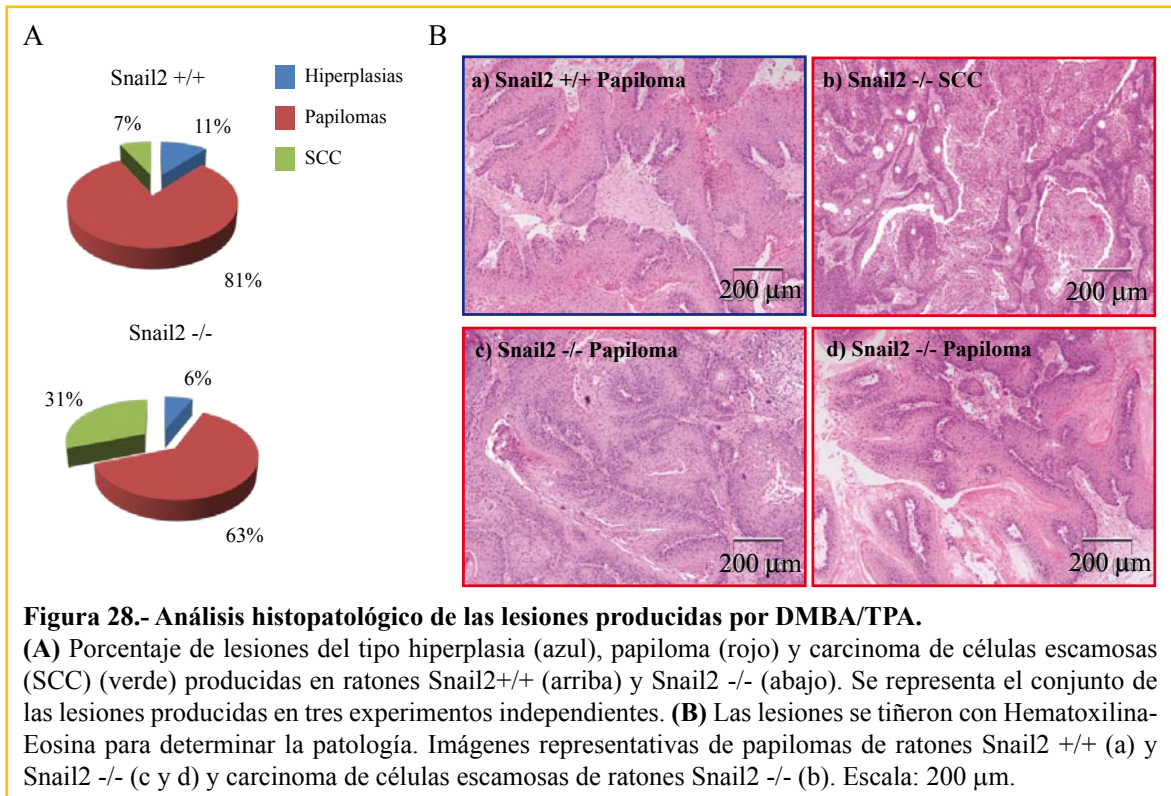 A
Snail2 +/+
7%
11%
81%
Hiperplasias
Papilomas
SCC
Snail2 -/-
31%
6%
63%
B
a) Snail2 +/+ Papiloma
200 µm
b) Snail2 -/- SCC
200 µm
c) Snail2 -/- Papiloma
200 µm
d) Snail2 -/- Papiloma
200 µm
Figura 28.- Análisis histopatológico de las lesiones producidas por DMBA/TPA.
(A) Porcentaje de lesiones del tipo hiperplasia (azul), papiloma (rojo) y carcinoma de células escamosas
(SCC) (verde) producidas en ratones Snail2+/+ (arriba) y Snail2 -/- (abajo). Se representa el conjunto de
las lesiones producidas en tres experimentos independientes. (B) Las lesiones se tiñeron con Hematoxilina-
Eosina para determinar la patología. Imágenes representativas de papilomas de ratones Snail2 +/+ (a) y
Snail2 -/- (c y d) y carcinoma de células escamosas de ratones Snail2 -/- (b). Escala: 200 µm.